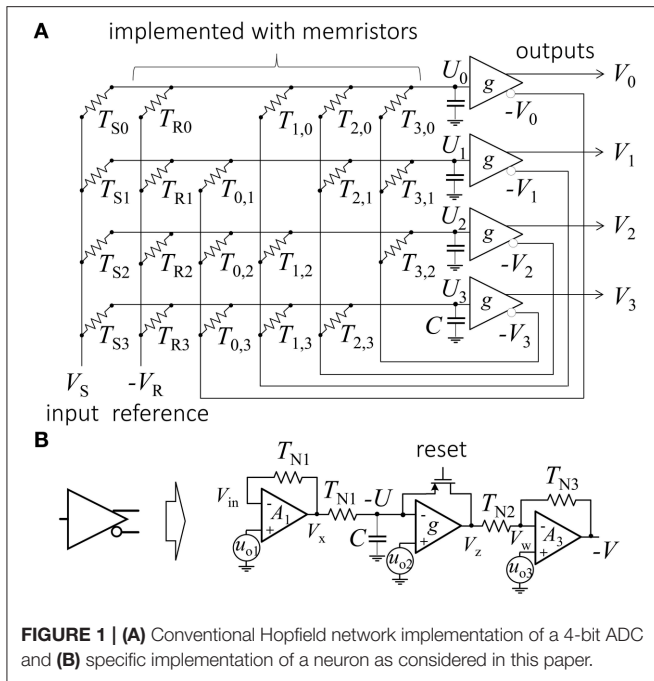 A
implemented with memristors
outputs
U0 g V0
-V0
TS0 TR0 T1,0 T2,0 T3,0
U1 g V1
-V1
TS1 TR1 T0,1 T2,1 T3,1
U2 g V2
-V2
TS2 TR2 T0,2 T1,2 T3,2
U3 g V3
C -V3
TS3 TR3 T0,3 T1,3 T2,3
VS -VR
input reference
B
reset
TN1 TN3
Vin TN1 -U TN2
- A1 + - g + - A3 +
Vx C Vz Vw -V
uo1 uo2 uo3
FIGURE 1 | (A) Conventional Hopfield network implementation of a 4-bit ADC
and (B) specific implementation of a neuron as considered in this paper.